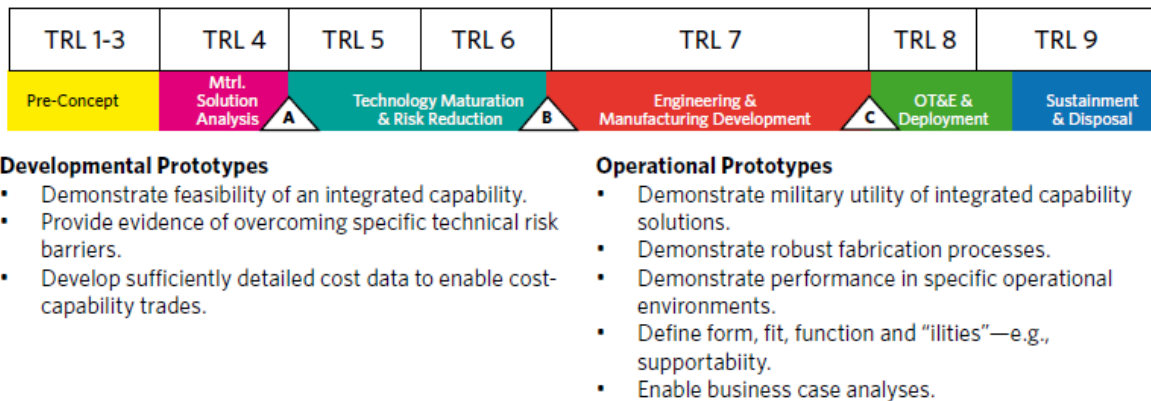 TRL 1-3 TRL 4 TRL 5 TRL 6 TRL 7 TRL 8 TRL 9
Pre-Concept
Mtrl.
Solution
Analysis
A
Technology Maturation
& Risk Reduction
B
Engineering &
Manufacturing Development
C
OT&E &
Deployment
Sustainment
& Disposal
Developmental Prototypes
• Demonstrate feasibility of an integrated capability.
• Provide evidence of overcoming specific technical risk
barriers.
• Develop sufficiently detailed cost data to enable cost-
capability trades.
Operational Prototypes
• Demonstrate military utility of integrated capability
solutions.
• Demonstrate robust fabrication processes.
• Demonstrate performance in specific operational
environments.
• Define form, fit, function and “ilities”—e.g.,
supportabiity.
• Enable business case analyses.